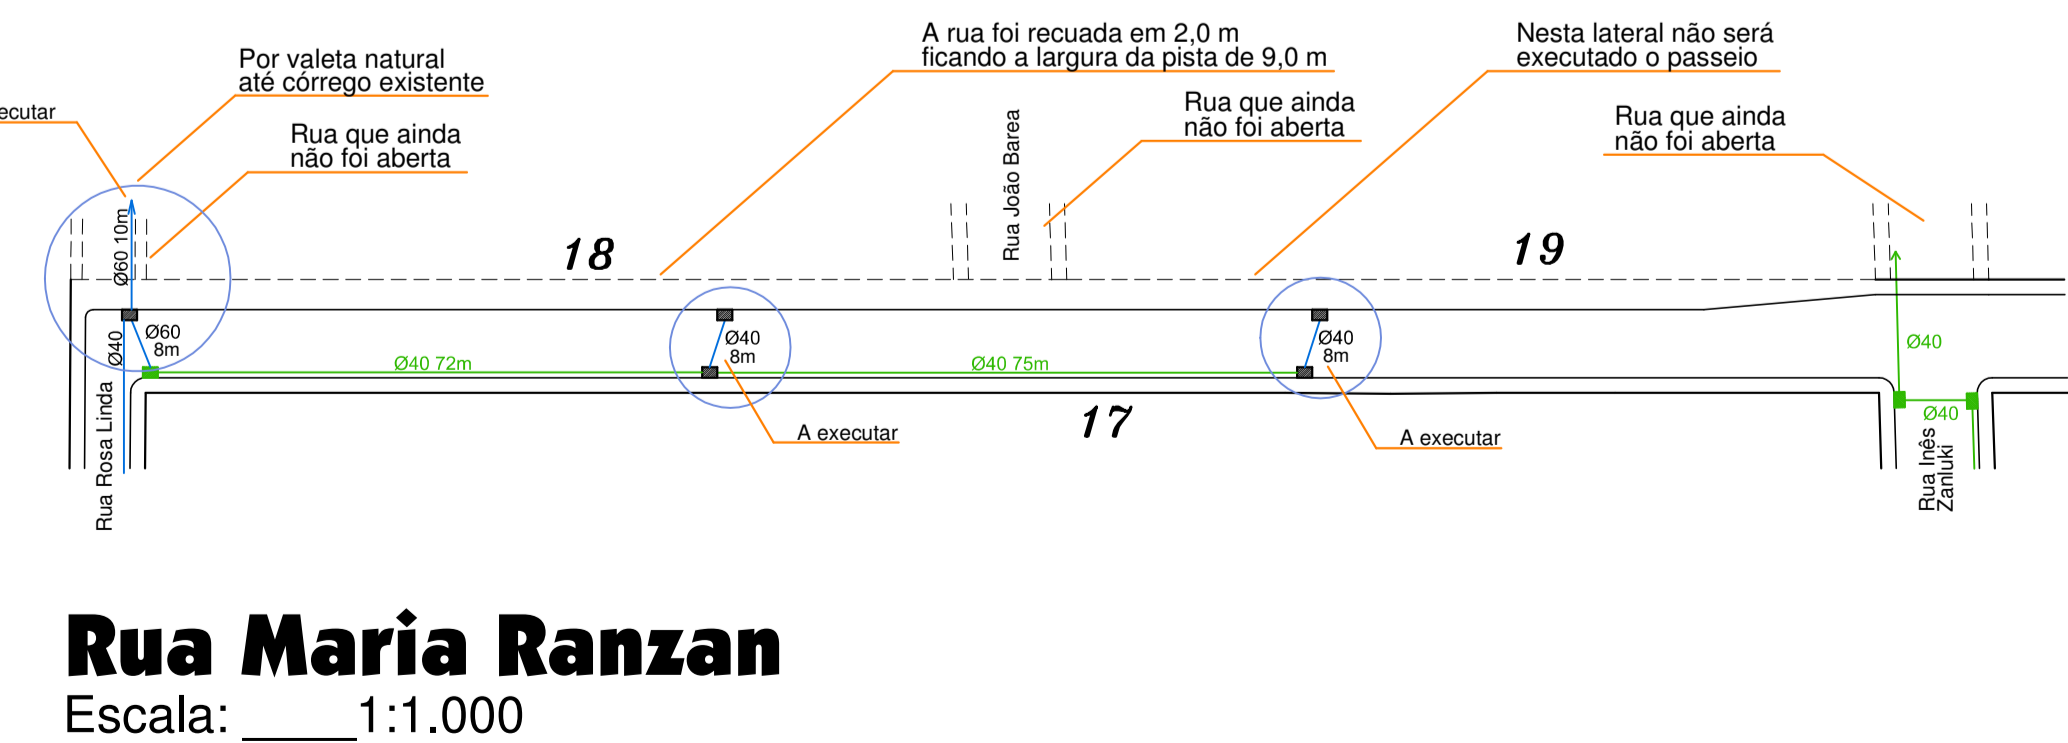 Por valeta natural
até córrego existente
A rua foi recuada em 2,0 m
ficando a largura da pista de 9,0 m
Nesta lateral não será
executado o passeio
ecutar
Rua que ainda
não foi aberta
Rua que ainda
não foi aberta
Rua que ainda
não foi aberta
Rua João Barea
Ø60 10m
18
19
Ø40
Ø60
8m
Ø40 72m
Ø40
8m
Ø40 75m
Ø40
8m
Ø40
Ø40
Rua Rosa Linda
17
A executar
A executar
Rua Inês
Zanluki
Rua Maria Ranzan
Escala: ____1:1.000